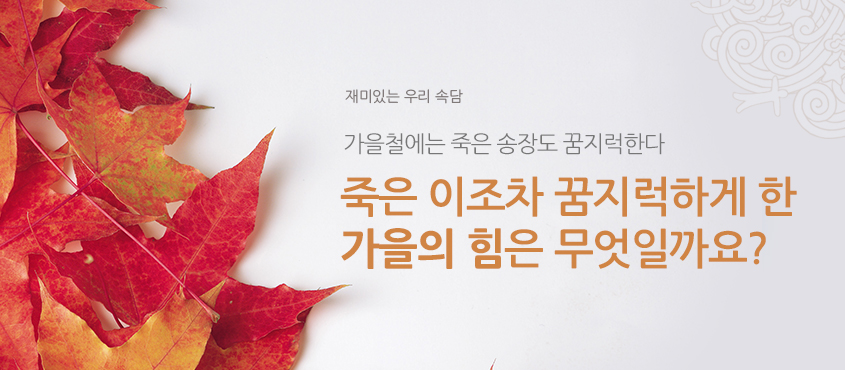 재미있는 우리 속담
가을철에는 죽은 송장도 꿈지럭한다
죽은 이조차 꿈지럭하게 한
가을의 힘은 무엇일까요?